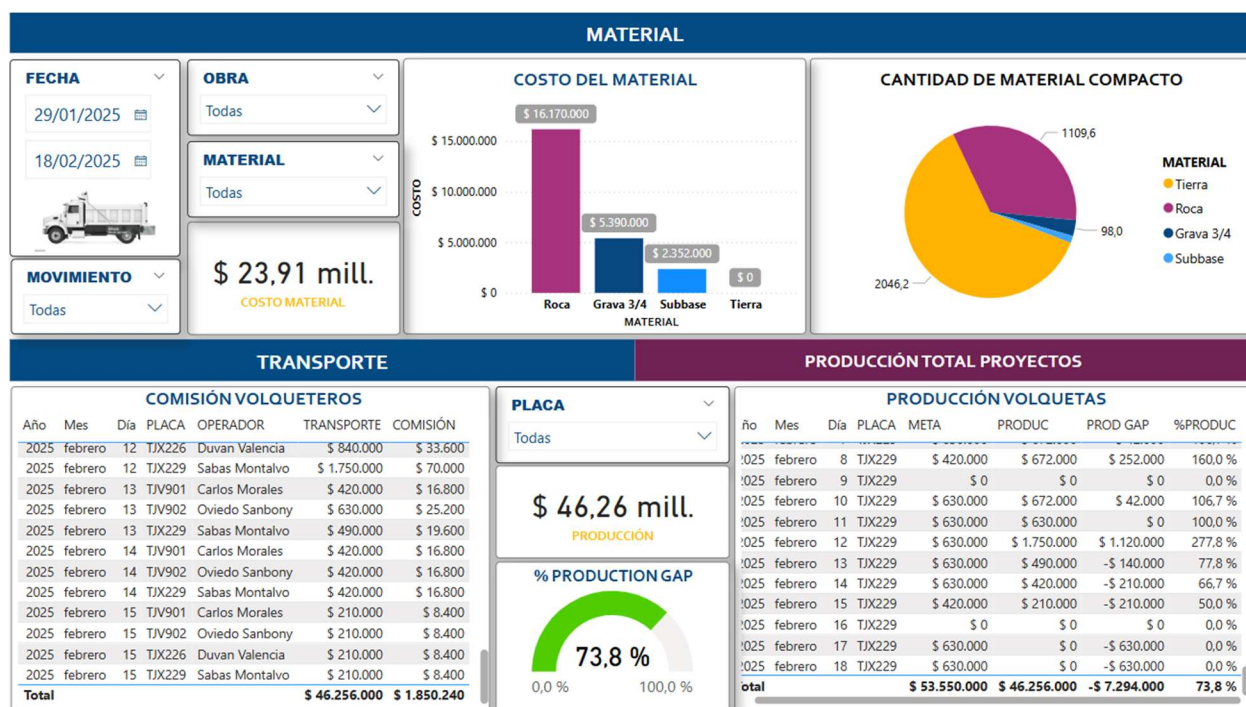 MATERIAL
FECHA
29/01/2025
18/02/2025
MOVIMIENTO
Todas
OBRA
Todas
MATERIAL
Todas
$ 23,91 mill.
COSTO MATERIAL
COSTO DEL MATERIAL
$ 16.170.000
$ 15.000.000
$ 10.000.000
$ 5.390.000
$ 5.000.000
$ 2.352.000
$ 0
$ 0
COSTO
Roca Grava 3/4 Subbase Tierra
MATERIAL
CANTIDAD DE MATERIAL COMPACTO
1109,6
98,0
2046,2
MATERIAL
Tierra
Roca
Grava 3/4
Subbase
TRANSPORTE
PRODUCCIÓN TOTAL PROYECTOS
COMISIÓN VOLQUETEROS
Año Mes Día PLACA OPERADOR TRANSPORTE COMISIÓN
2025 febrero 12 TJX226 Duvan Valencia $ 840.000 $ 33.600
2025 febrero 12 TJX229 Sabas Montalvo $ 1.750.000 $ 70.000
2025 febrero 13 TJV901 Carlos Morales $ 420.000 $ 16.800
2025 febrero 13 TJV902 Oviedo Sanbony $ 630.000 $ 25.200
2025 febrero 13 TJX229 Sabas Montalvo $ 490.000 $ 19.600
2025 febrero 14 TJV901 Carlos Morales $ 420.000 $ 16.800
2025 febrero 14 TJV902 Oviedo Sanbony $ 420.000 $ 16.800
2025 febrero 14 TJX229 Sabas Montalvo $ 420.000 $ 16.800
2025 febrero 15 TJV901 Carlos Morales $ 210.000 $ 8.400
2025 febrero 15 TJV902 Oviedo Sanbony $ 210.000 $ 8.400
2025 febrero 15 TJX226 Duvan Valencia $ 210.000 $ 8.400
2025 febrero 15 TJX229 Sabas Montalvo $ 210.000 $ 8.400
Total $ 46.256.000 $ 1.850.240
PLACA
Todas
$ 46,26 mill.
PRODUCCIÓN
% PRODUCTION GAP
73,8 %
0,0 % 100,0 %
PRODUCCIÓN VOLQUETAS
ño Mes Día PLACA META PRODUC PROD GAP %PRODUC
2025 febrero 8 TJX229 $ 420.000 $ 672.000 $ 252.000 160,0 %
2025 febrero 9 TJX229 $ 0 $ 0 $ 0 0,0 %
2025 febrero 10 TJX229 $ 630.000 $ 672.000 $ 42.000 106,7 %
2025 febrero 11 TJX229 $ 630.000 $ 630.000 $ 0 100,0 %
2025 febrero 12 TJX229 $ 630.000 $ 1.750.000 $ 1.120.000 277,8 %
2025 febrero 13 TJX229 $ 630.000 $ 490.000 -$ 140.000 77,8 %
2025 febrero 14 TJX229 $ 630.000 $ 420.000 -$ 210.000 66,7 %
2025 febrero 15 TJX229 $ 420.000 $ 210.000 -$ 210.000 50,0 %
2025 febrero 16 TJX229 $ 0 $ 0 $ 0 0,0 %
2025 febrero 17 TJX229 $ 630.000 $ 0 -$ 630.000 0,0 %
2025 febrero 18 TJX229 $ 630.000 $ 0 -$ 630.000 0,0 %
otal $ 53.550.000 $ 46.256.000 -$ 7.294.000 73,8 %